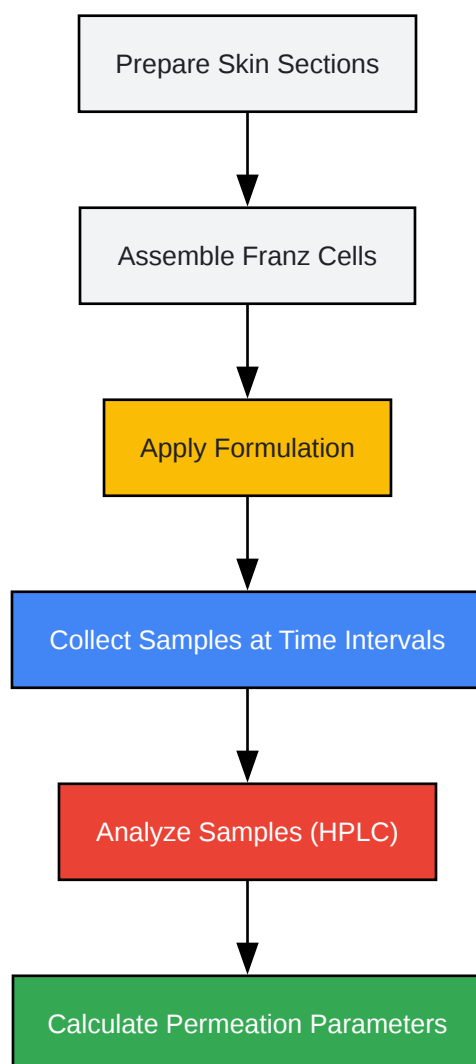 Prepare Skin Sections
Assemble Franz Cells
Apply Formulation
Collect Samples at Time Intervals
Analyze Samples (HPLC)
Calculate Permeation Parameters